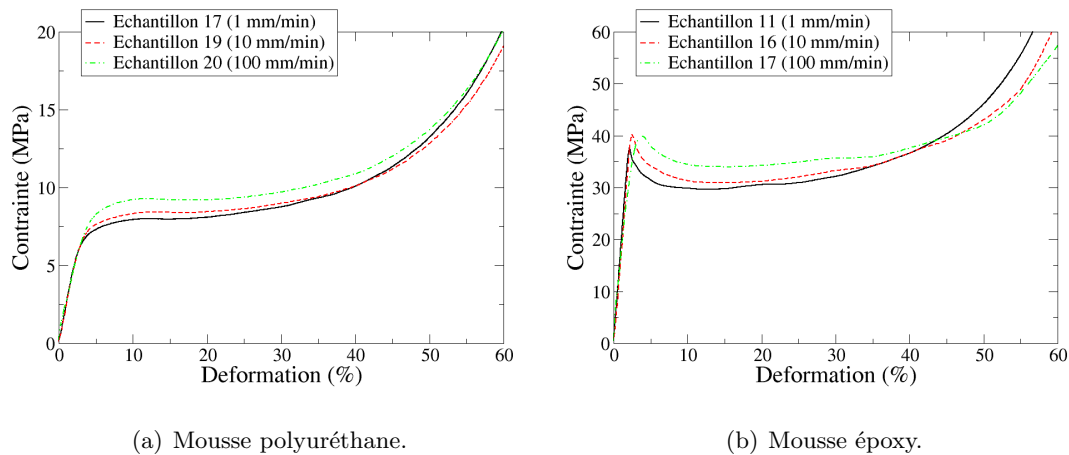 Echantillon 17 (1 mm/min)
Echantillon 19 (10 mm/min)
Echantillon 20 (100 mm/min)
20
15
10
5
0
Contrainte (MPa)
0 10 20 30 40 50 60
Deformation (%)
(a) Mousse polyuréthane.
Echantillon 11 (1 mm/min)
Echantillon 16 (10 mm/min)
Echantillon 17 (100 mm/min)
60
50
40
30
20
10
0
Contrainte (MPa)
0 10 20 30 40 50 60
Deformation (%)
(b) Mousse époxy.